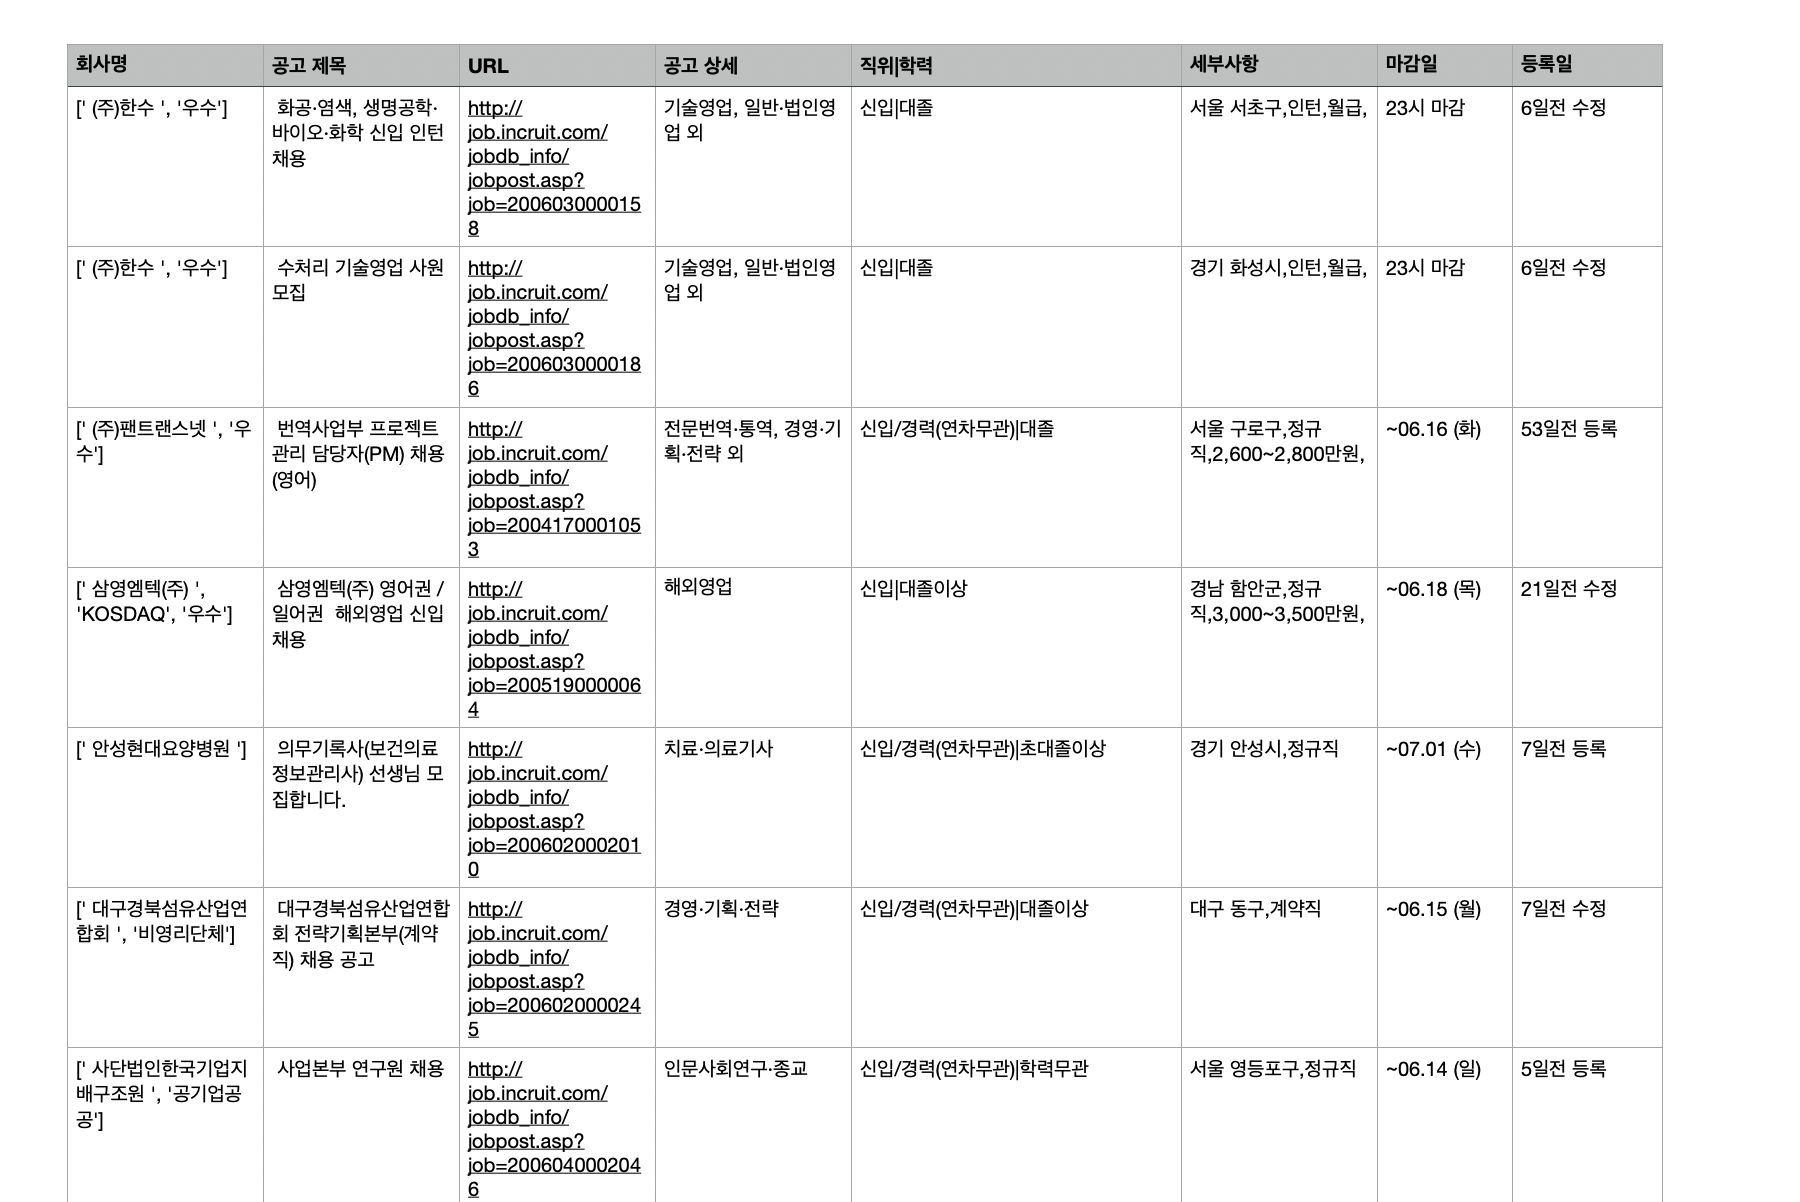 회사명
공고 제목
URL
공고 상세
직위|학력
세부사항
마감일
등록일
[' (주)한수 ', '우수']
화공·염색, 생명공학·
바이오·화학 신입 인턴
채용
http://
job.incruit.com/
jobdb_info/
jobpost.asp?
job=200603000015
8
기술영업, 일반·법인영
업 외
신입|대졸
서울 서초구,인턴,월급,
23시 마감
6일전 수정
[' (주)한수 ', '우수']
수처리 기술영업 사원
모집
http://
job.incruit.com/
jobdb_info/
jobpost.asp?
job=200603000018
6
기술영업, 일반·법인영
업 외
신입|대졸
경기 화성시,인턴,월급,
23시 마감
6일전 수정
[' (주)팬트랜스넷 ', '우
수']
번역사업부 프로젝트
관리 담당자(PM) 채용
(영어)
http://
job.incruit.com/
jobdb_info/
jobpost.asp?
job=200417000105
3
전문번역·통역, 경영·기
획·전략 외
신입/경력(연차무관)|대졸
서울 구로구,정규
직,2,600~2,800만원,
~06.16 (화)
53일전 등록
[' 삼영엠텍(주) ',
'KOSDAQ', '우수']
삼영엠텍(주) 영어권 /
일어권  해외영업 신입
채용
http://
job.incruit.com/
jobdb_info/
jobpost.asp?
job=200519000006
4
해외영업
신입|대졸이상
경남 함안군,정규
직,3,000~3,500만원,
~06.18 (목)
21일전 수정
[' 안성현대요양병원 ']
의무기록사(보건의료
정보관리사) 선생님 모
집합니다.
http://
job.incruit.com/
jobdb_info/
jobpost.asp?
job=200602000201
0
치료·의료기사
신입/경력(연차무관)|초대졸이상
경기 안성시,정규직
~07.01 (수)
7일전 등록
[' 대구경북섬유산업연
합회 ', '비영리단체']
대구경북섬유산업연합
회 전략기획본부(계약
직) 채용 공고
http://
job.incruit.com/
jobdb_info/
jobpost.asp?
job=200602000024
5
경영·기획·전략
신입/경력(연차무관)|대졸이상
대구 동구,계약직
~06.15 (월)
7일전 수정
[' 사단법인한국기업지
배구조원 ', '공기업공
공']
사업본부 연구원 채용
http://
job.incruit.com/
jobdb_info/
jobpost.asp?
job=200604000204
6
인문사회연구·종교
신입/경력(연차무관)|학력무관
서울 영등포구,정규직
~06.14 (일)
5일전 등록